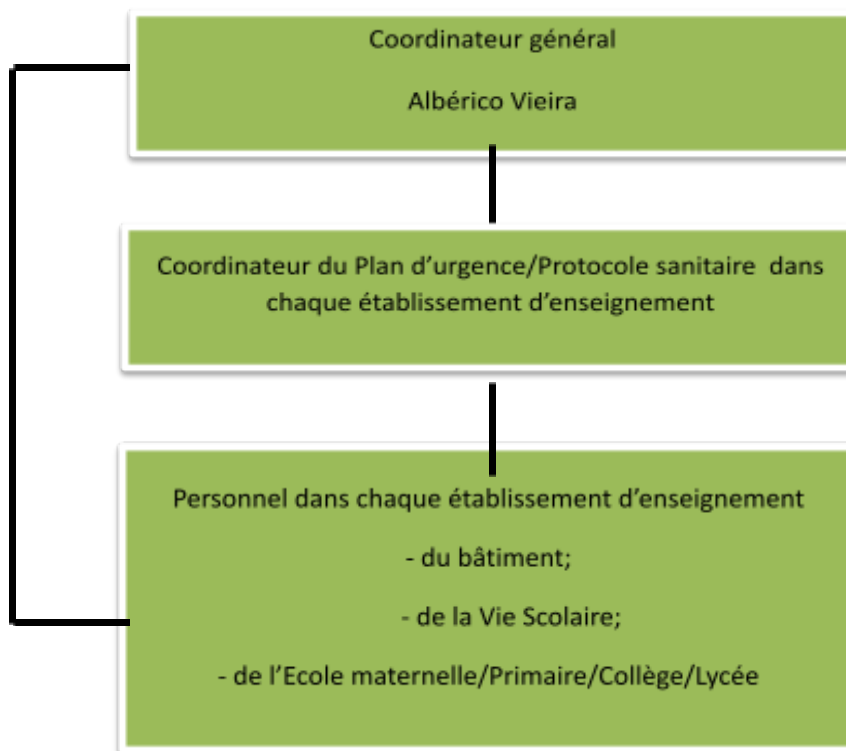 Coordinateur général
Albérico Vieira
Coordinateur du Plan d’urgence/Protocole sanitaire dans
chaque établissement d’enseignement
Personnel dans chaque établissement d’enseignement
- du bâtiment;
- de la Vie Scolaire;
- de l’Ecole maternelle/Primaire/Collège/Lycée